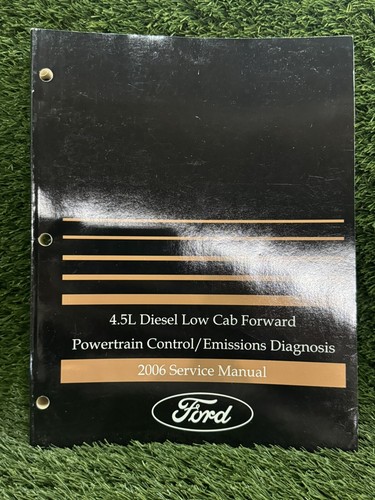 4.5L Diesel Low Cab Forward
Powertrain Control/Emissions Diagnosis
2006 Service Manual
Ford